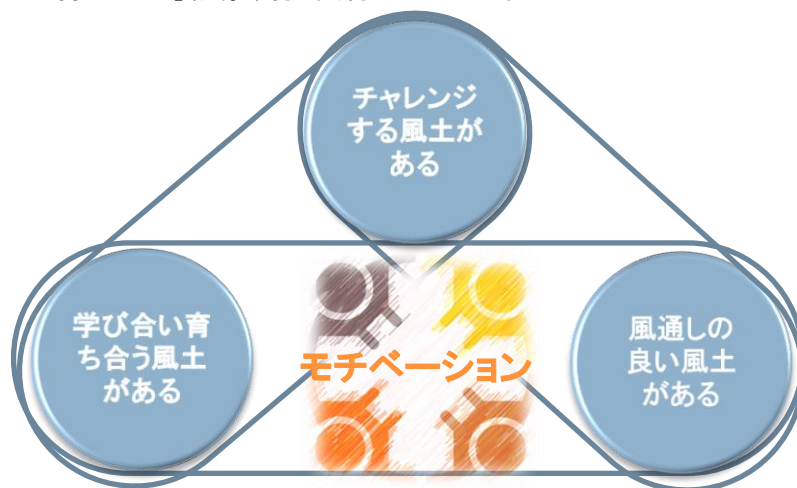 チャレンジ
する風土が
ある
学び合い育
ち合う風土
がある
モチベーション
風通しの
良い風土
がある